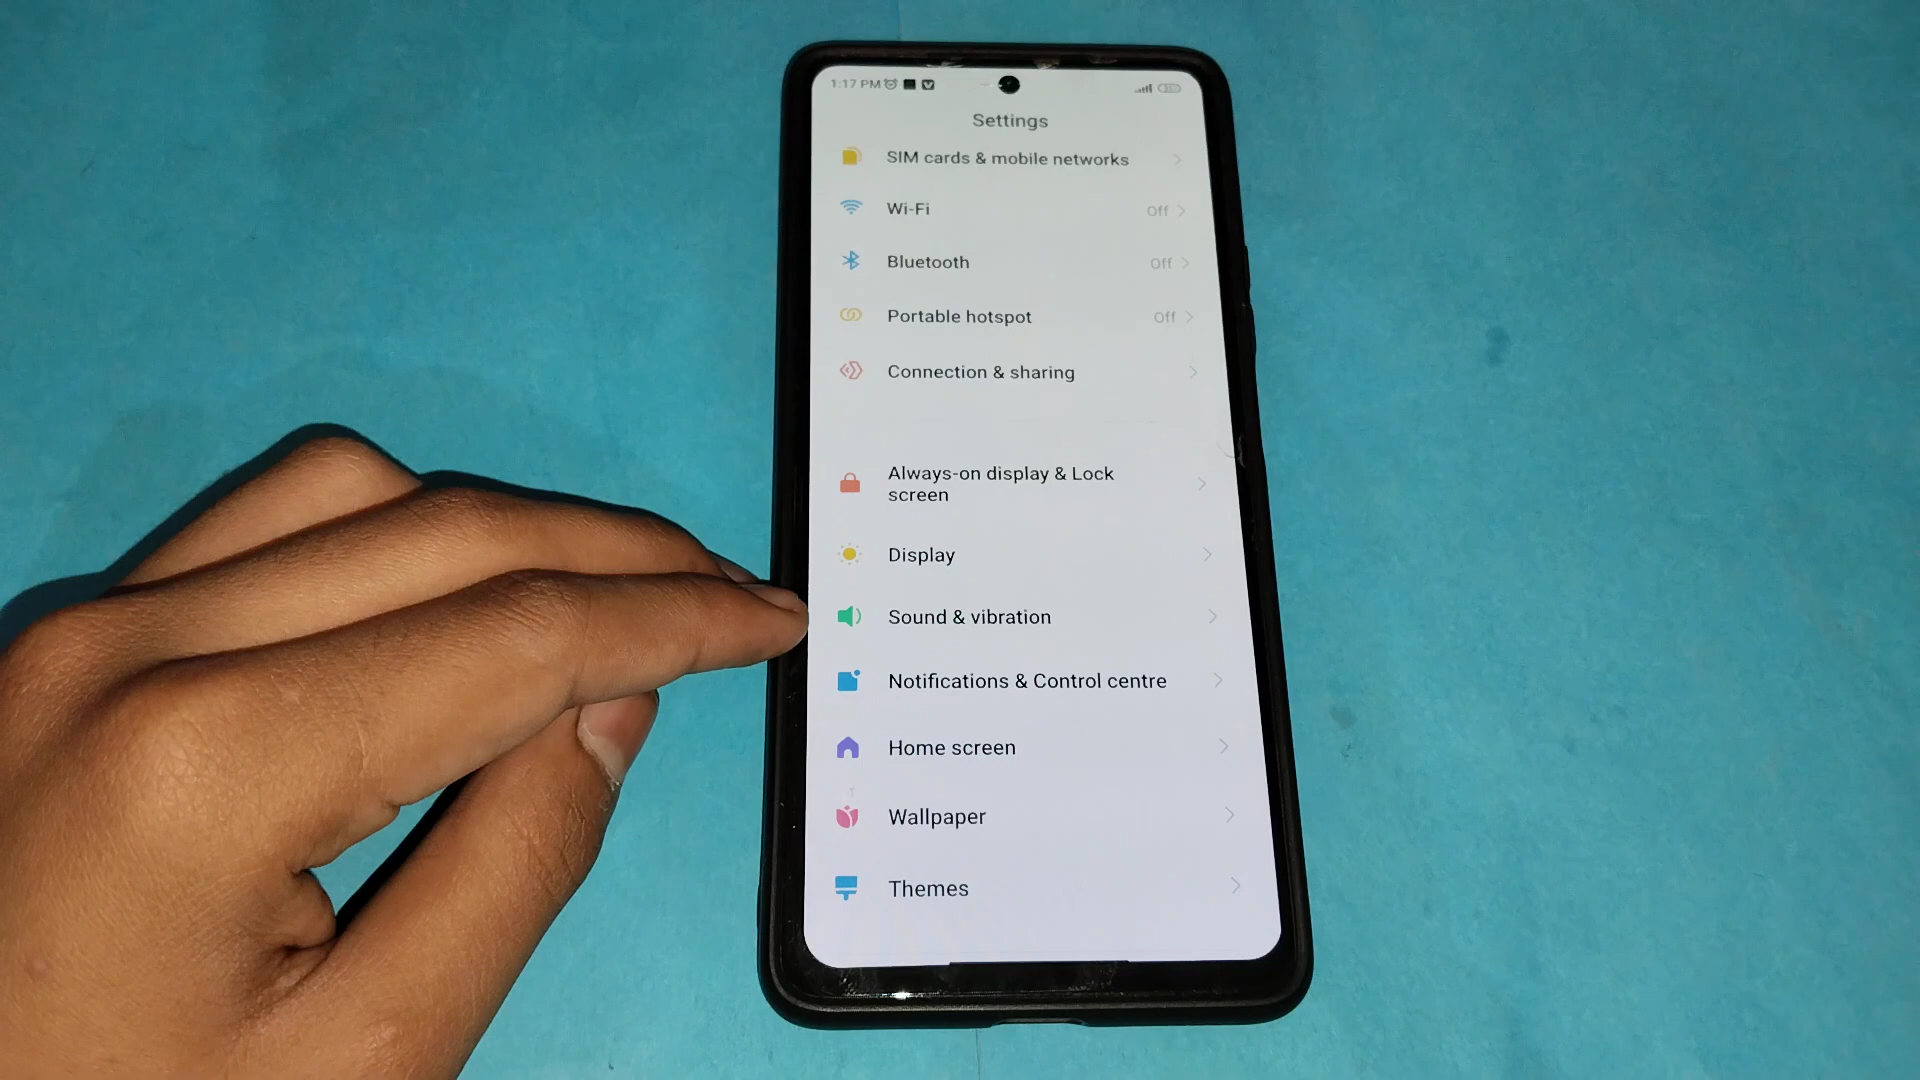 1:17 PM
Settings
SIM cards & mobile networks
Wi-Fi Off
Bluetooth Off
Portable hotspot Off
Connection & sharing
Always-on display & Lock
screen
Display
Sound & vibration
Notifications & Control centre
Home screen
Wallpaper
Themes